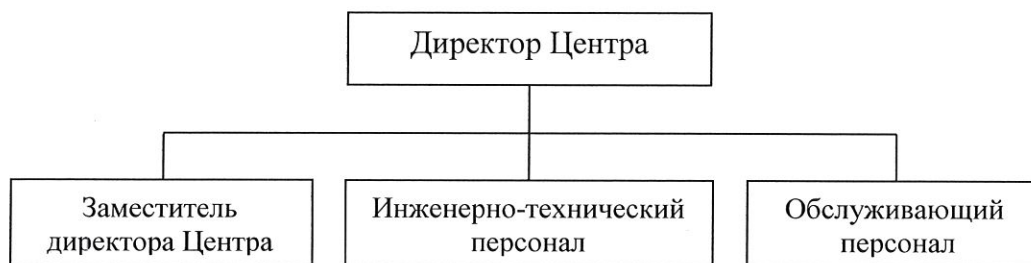 Директор Центра
Заместитель
директора Центра
Инженерно-технический
персонал
Обслуживающий
персонал